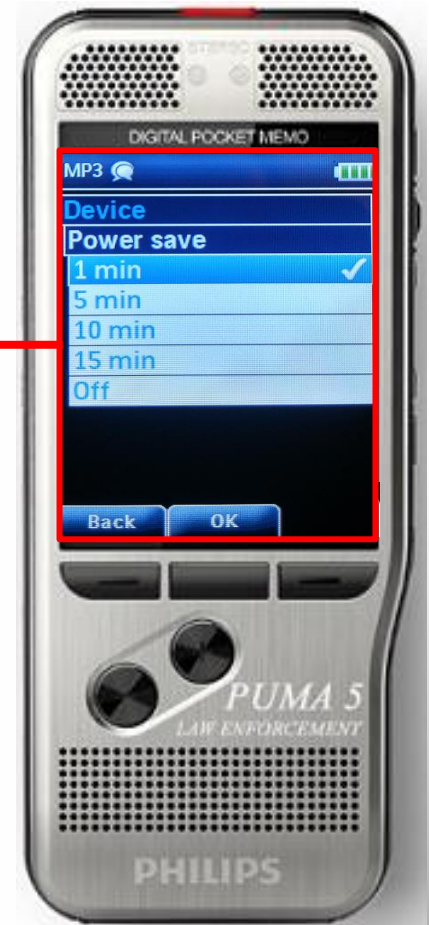 STEREO
DIGITAL POCKET MEMO
MP3
Device
Power save
1 min
5 min
10 min
15 min
Off
Back OK
PUMA 5
LAW ENFORCEMENT
PHILIPS